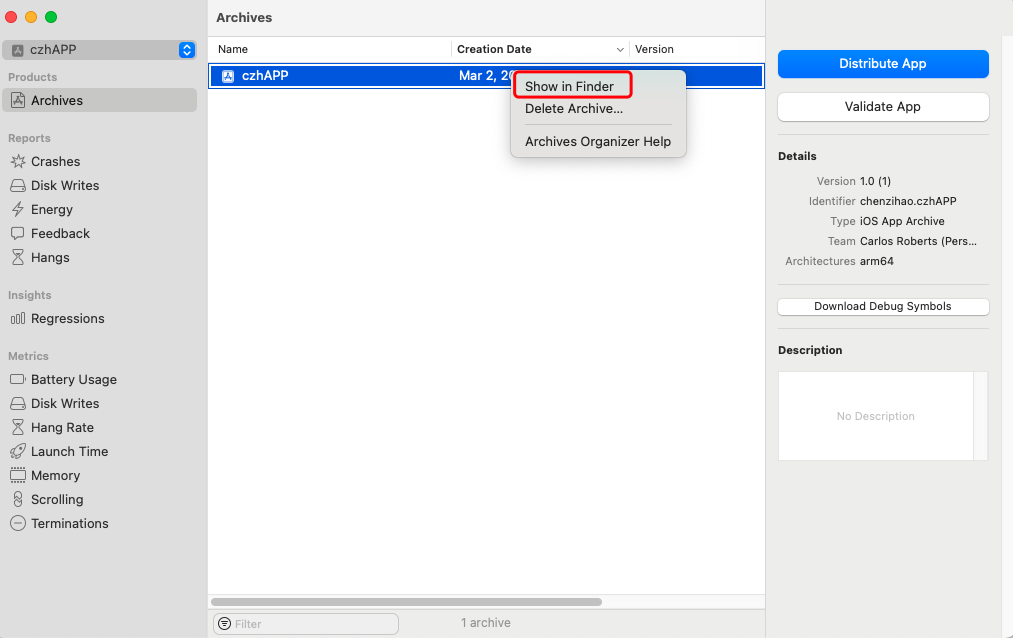 czhAPP
Products
Archives
Reports
Crashes
Disk Writes
Energy
Feedback
Hangs
Insights
Regressions
Metrics
Battery Usage
Disk Writes
Hang Rate
Launch Time
Memory
Scrolling
Terminations
Archives
Name Creation Date Version
czhAPP Mar 2, 20
Show in Finder
Delete Archive...
Archives Organizer Help
Filter
1 archive
Distribute App
Validate App
Details
Version 1.0 (1)
Identifier chenzihao.czhAPP
Type iOS App Archive
Team Carlos Roberts (Pers...
Architectures arm64
Download Debug Symbols
Description
No Description